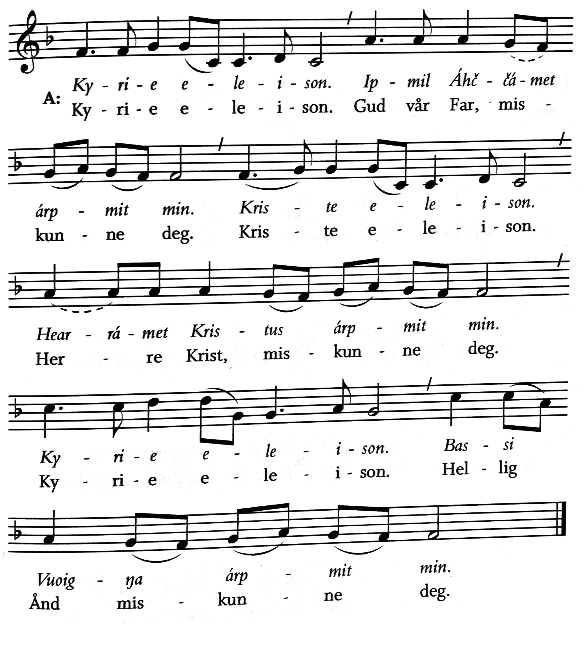 Ky - ri - e e - le - i - son. Ip - mil Áhč - čá - met
A: Ky - ri - e e - le - i - son. Gud vår Far, mis -
árp - mit min. Kris - te e - le - i - son.
kun - ne deg. Kris - te e - le - i - son.
Hear - rá - met Kris - tus árp - mit min.
Her - re Krist, mis - kun - ne deg.
Ky - ri - e e - le - i - son. Bas - si
Ky - ri - e e - le - i - son. Hel - lig
Vuoig - ŋa árp - mit min.
Ånd mis - kun - ne deg.